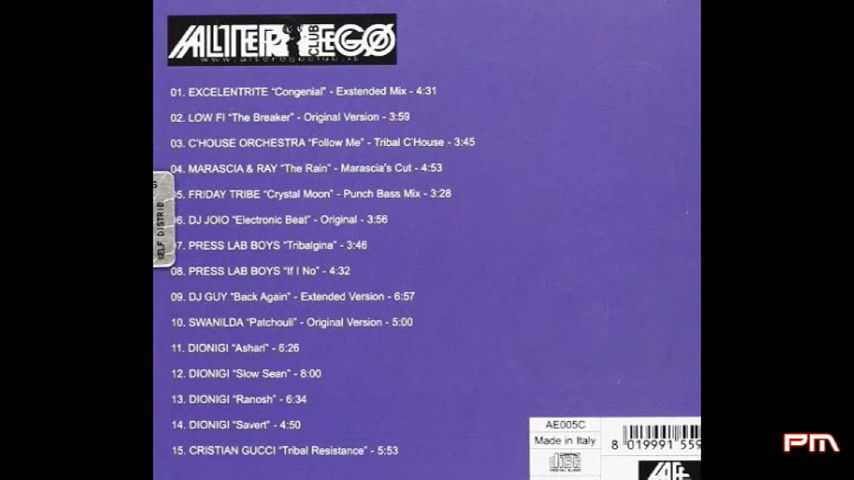 ALTER EGO
CLUB
www.alteregoclub.it
01. EXCELENTRITE “Congenial” - Exstended Mix - 4:31
02. LOW FI “The Breaker” - Original Version - 3:59
03. C'HOUSE ORCHESTRA “Follow Me” - Tribal C'House - 3:45
04. MARASCIA & RAY “The Rain” - Marascia's Cut - 4:53
05. FRIDAY TRIBE “Crystal Moon” - Punch Bass Mix - 3:28
06. DJ JOIO “Electronic Beat” - Original - 3:56
07. PRESS LAB BOYS “Tribalgina” - 3:46
08. PRESS LAB BOYS “If I No” - 4:32
09. DJ GUY “Back Again” - Extended Version - 6:57
10. SWANILDA “Patchouli” - Original Version - 5:00
11. DIONIGI “Ashari” - 6:26
12. DIONIGI “Slow Sean” - 8:00
13. DIONIGI “Ranosh” - 6:34
14. DIONIGI “Savert” - 4:50
15. CRISTIAN GUCCI “Tribal Resistance” - 5:53
SELF DISTRIB
AE005C
Made in Italy
disc
DIGITAL AUDIO
8 019991 559
PM